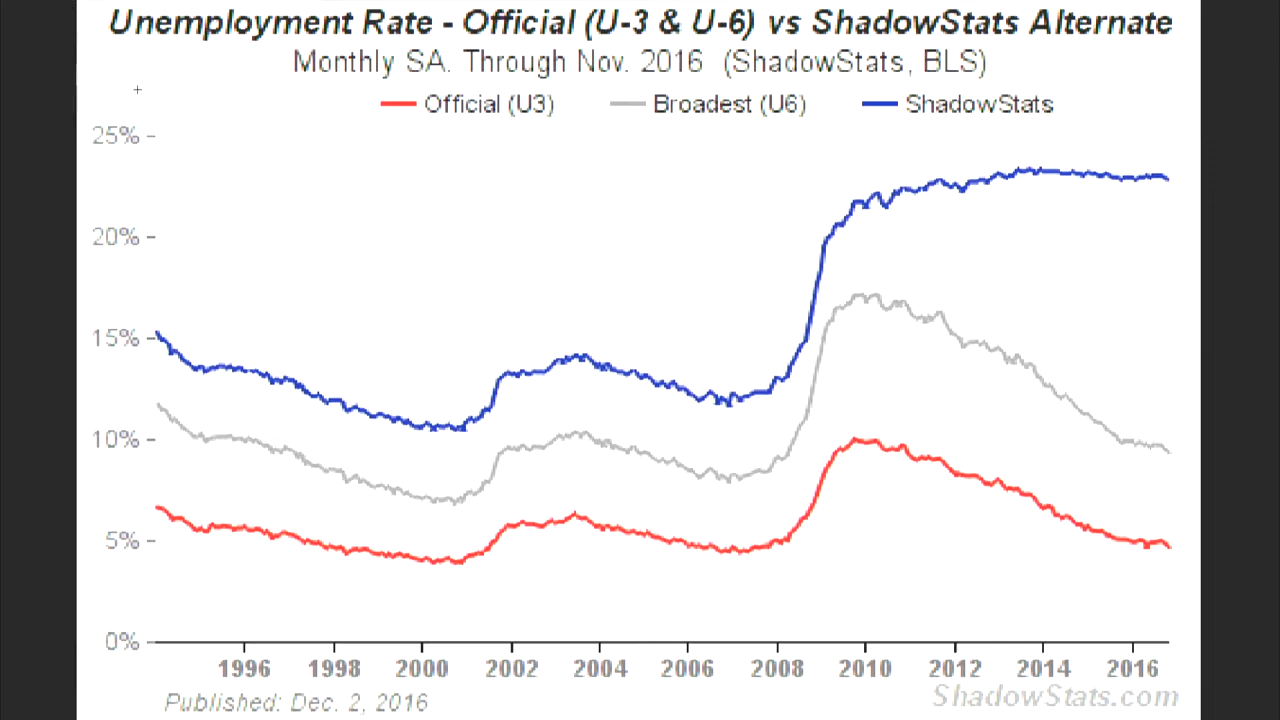 Unemployment Rate - Official (U-3 & U-6) vs ShadowStats Alternate
Monthly SA. Through Nov. 2016 (ShadowStats, BLS)
Official (U3) Broadest (U6) ShadowStats
25%
20%
15%
10%
5%
0%
1996 1998 2000 2002 2004 2006 2008 2010 2012 2014 2016
Published: Dec. 2, 2016
ShadowStats.com